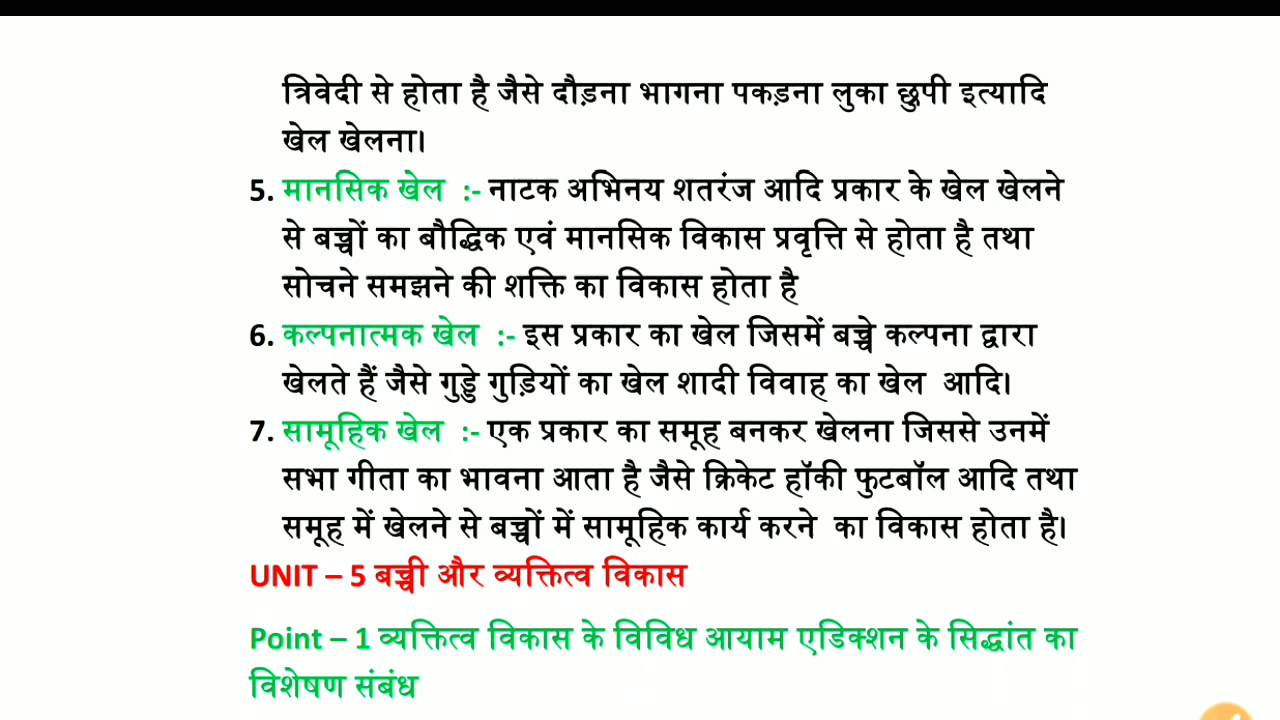 त्रिवेदी से होता है जैसे दौड़ना भागना पकड़ना लुका छुपी इत्यादि
खेल खेलना।
5. मानसिक खेल :- नाटक अभिनय शतरंज आदि प्रकार के खेल खेलने
से बच्चों का बौद्धिक एवं मानसिक विकास प्रवृत्ति से होता है तथा
सोचने समझने की शक्ति का विकास होता है
6. कल्पनात्मक खेल :- इस प्रकार का खेल जिसमें बच्चे कल्पना द्वारा
खेलते हैं जैसे गुड्डे गुड़ियों का खेल शादी विवाह का खेल आदि।
7. सामूहिक खेल :- एक प्रकार का समूह बनकर खेलना जिससे उनमें
सभा गीता का भावना आता है जैसे क्रिकेट हॉकी फुटबॉल आदि तथा
समूह में खेलने से बच्चों में सामूहिक कार्य करने का विकास होता है।
UNIT – 5 बच्ची और व्यक्तित्व विकास
Point – 1 व्यक्तित्व विकास के विविध आयाम एडिक्शन के सिद्धांत का
विशेषण संबंध